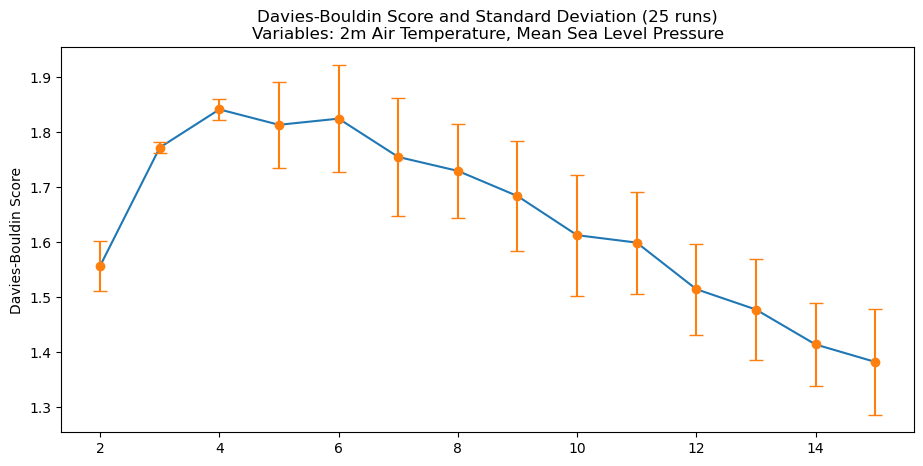 Davies-Bouldin Score and Standard Deviation (25 runs)
Variables: 2m Air Temperature, Mean Sea Level Pressure
Davies-Bouldin Score
1.9
1.8
1.7
1.6
1.5
1.4
1.3
2 4 6 8 10 12 14